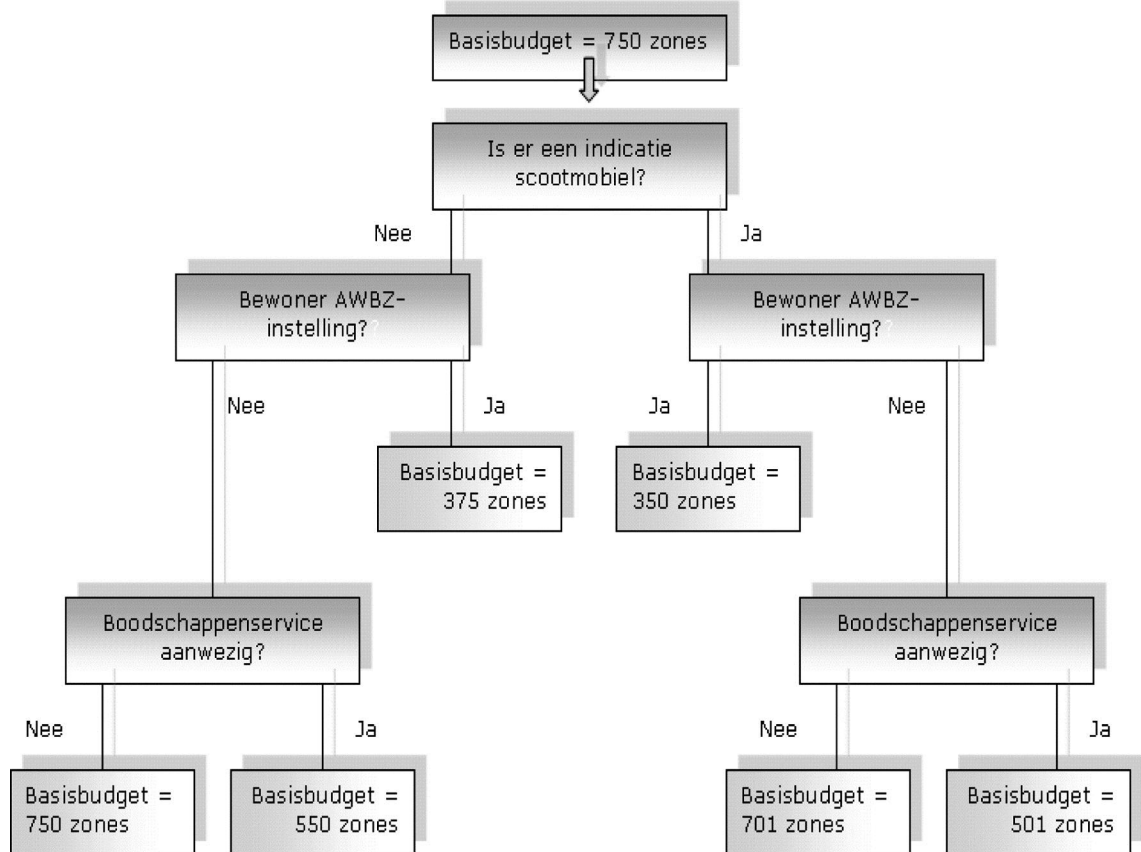 Basisbudget = 750 zones
Is er een indicatie
scootmobiel?
Nee
Ja
Bewoner AWBZ-
instelling?
Bewoner AWBZ-
instelling?
Nee
Ja
Ja
Nee
Basisbudget =
375 zones
Basisbudget =
350 zones
Boodschappenservice
aanwezig?
Boodschappenservice
aanwezig?
Nee
Ja
Nee
Ja
Basisbudget =
750 zones
Basisbudget =
550 zones
Basisbudget =
701 zones
Basisbudget =
501 zones